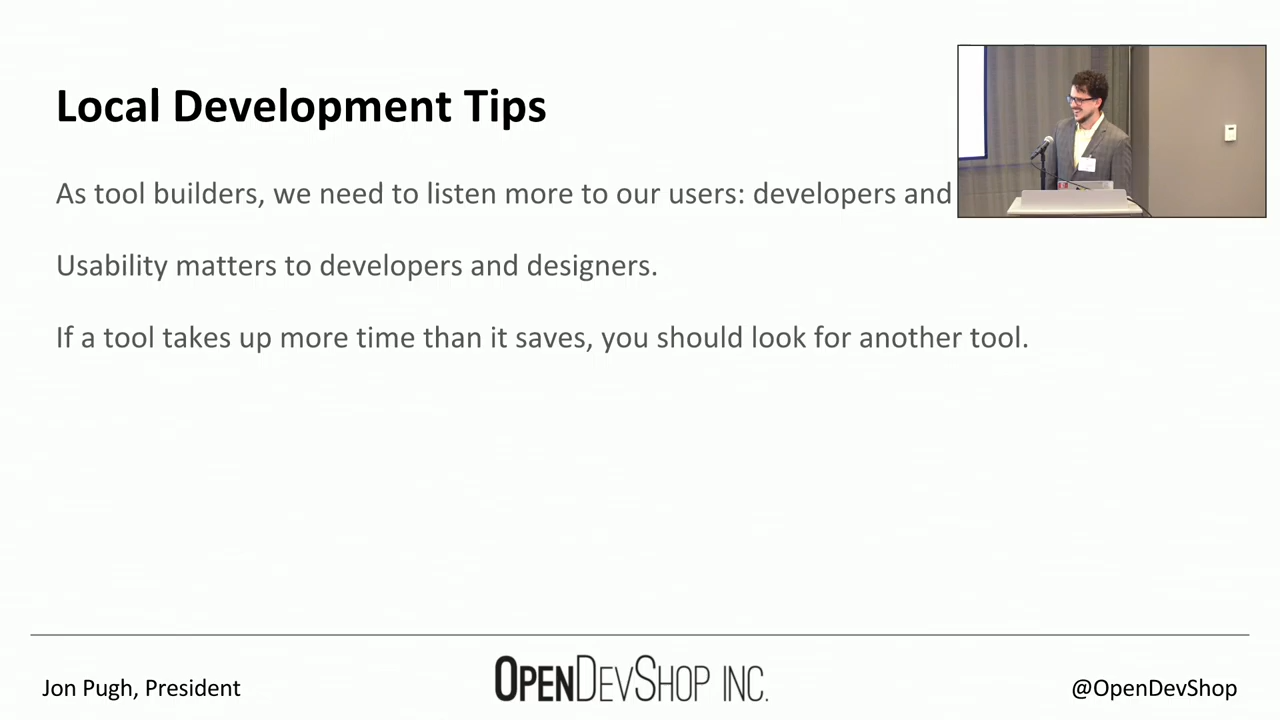 Local Development Tips
As tool builders, we need to listen more to our users: developers and
Usability matters to developers and designers.
If a tool takes up more time than it saves, you should look for another tool.
Jon Pugh, President
OPENDEVSHOP INC.
@OpenDevShop